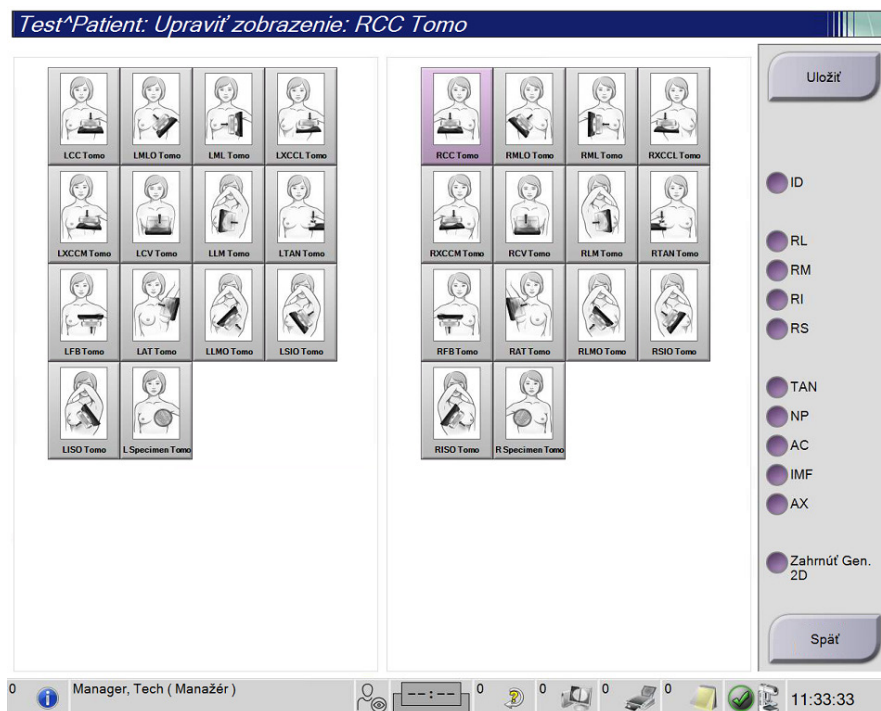 Test^Patient: Upraviť zobrazenie: RCC Tomo
LCC Tomo
LMLO Tomo
LML Tomo
LXCCL Tomo
LXCCM Tomo
LCV Tomo
LLM Tomo
LTAN Tomo
LFB Tomo
LAT Tomo
LLMO Tomo
LSIO Tomo
LISO Tomo
L Specimen Tomo
RCC Tomo
RMLO Tomo
RML Tomo
RXCCL Tomo
RXCCM Tomo
RCV Tomo
RLM Tomo
RTAN Tomo
RFB Tomo
RAT Tomo
RLMO Tomo
RSIO Tomo
RISO Tomo
R Specimen Tomo
Uložiť
ID
RL
RM
RI
RS
TAN
NP
AC
IMF
AX
Zahrnúť Gen.
2D
Späť
0
Manager, Tech ( Manažér )
--:--
0
0
0
0
11:33:33